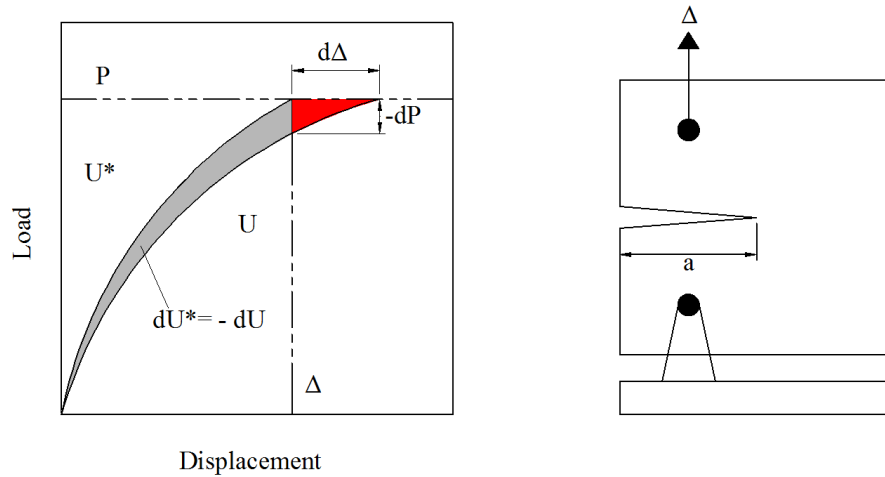 dΔ
P
-dP
U*
U
dU*= - dU
Δ
Load
Displacement
Δ
a